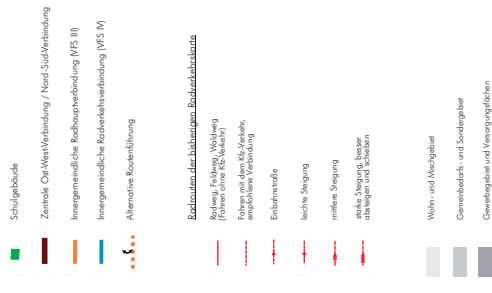 Schulgebäude
Zentrale Ost-West-Verbindung / Nord-Süd-Verbindung
Innergemeindliche Radhauptverbindung (VFS III)
Innergemeindliche Radverkehrsverbindung (VFS IV)
Alternative Routenführung
Radrouten der bisherigen Radverkehrskarte
Radweg, Feldweg, Waldweg
(Fahren ohne Kfz-Verkehr)
Fahren mit dem Kfz-Verkehr,
empfohlene Verbindung
Einbahnstraße
leichte Steigung
mittlere Steigung
starke Steigung, besser
absteigen und schieben
Wohn- und Mischgebiet
Gemeinbedarfs- und Sondergebiet
Gewerbegebiet und Versorgungsflächen